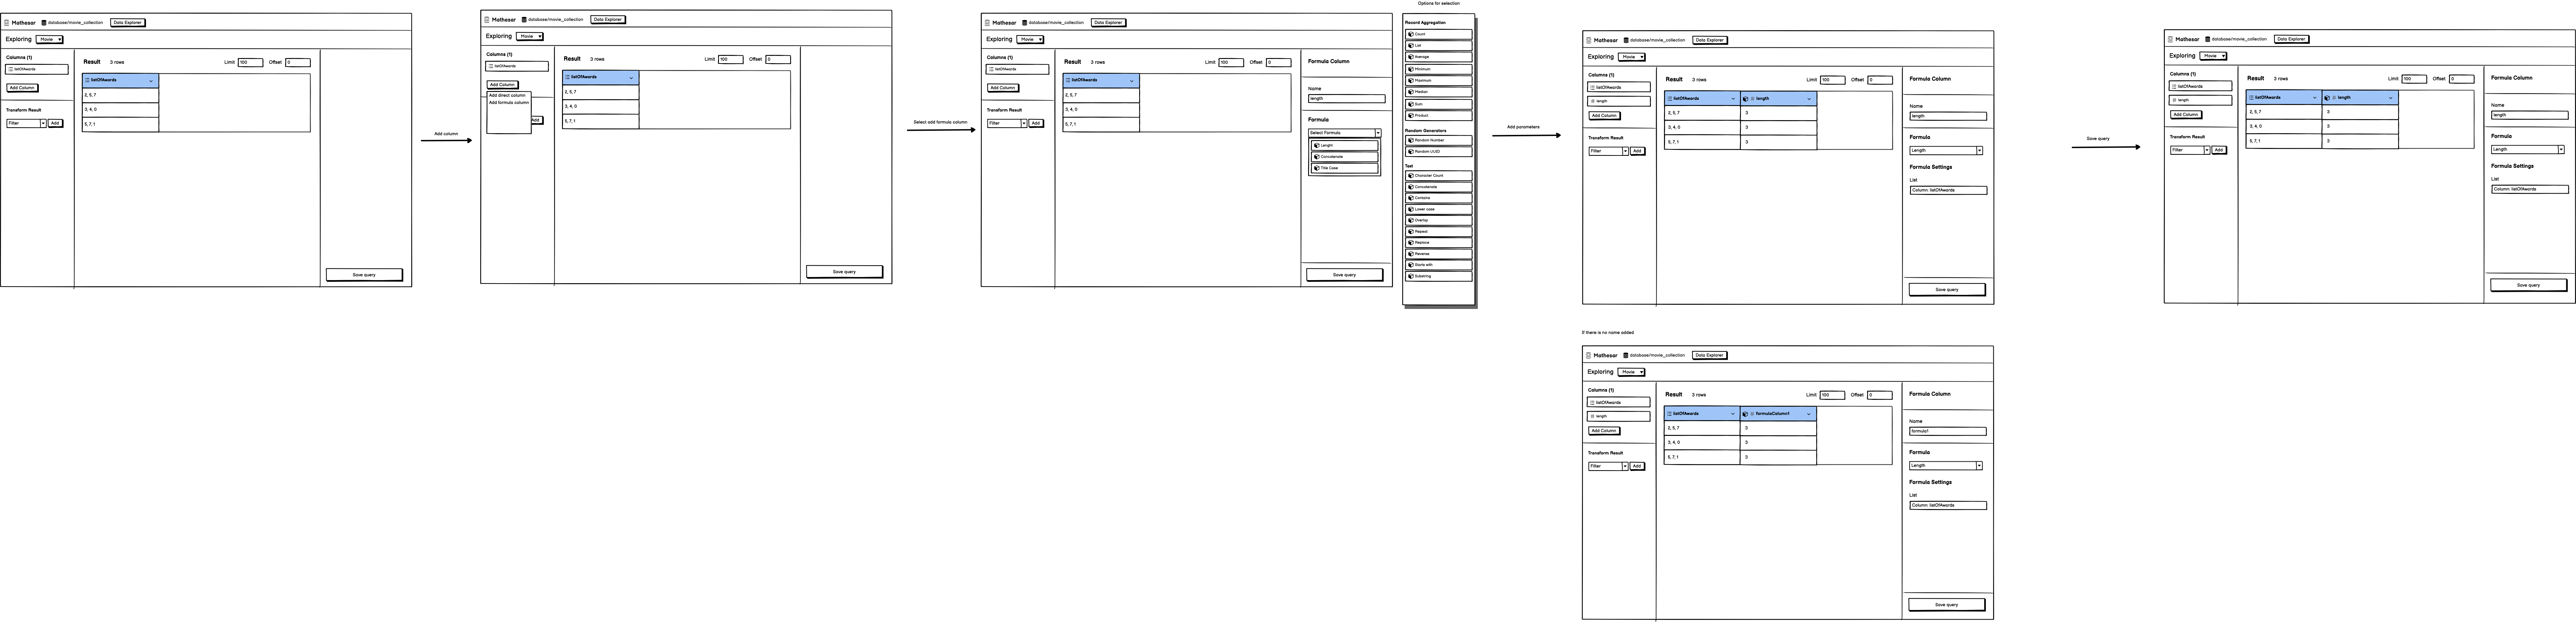 Mathesar database/movie_collection Data Explorer
Exploring Movie
Columns (1)
listOfAwards
Add Column
Transform Result
Filter Add
Result 3 rows Limit 100 Offset 0
listOfAwards
2, 5, 7
3, 4, 0
5, 7, 1
Save query
Add column
Mathesar database/movie_collection Data Explorer
Exploring Movie
Columns (1)
listOfAwards
Add Column
Add direct column
Add formula column
Add
Result 3 rows Limit 100 Offset 0
listOfAwards
2, 5, 7
3, 4, 0
5, 7, 1
Save query
Select add formula column
Mathesar database/movie_collection Data Explorer
Exploring Movie
Columns (1)
listOfAwards
Add Column
Transform Result
Filter Add
Result 3 rows Limit 100 Offset 0
listOfAwards
2, 5, 7
3, 4, 0
5, 7, 1
Formula Column
Name
length
Formula
Select Formula
Lenght
Concatenate
Title Case
Save query
Options for selection
Record Aggregation
Count
List
Average
Minimum
Maximum
Median
Sum
Product
Random Generators
Random Number
Random UUID
Text
Character Count
Concatenate
Contains
Lower case
Overlay
Repeat
Replace
Reverse
Starts with
Substring
Add parameters
Mathesar database/movie_collection Data Explorer
Exploring Movie
Columns (1)
listOfAwards
length
Add Column
Transform Result
Filter Add
Result 3 rows Limit 100 Offset 0
listOfAwards length
2, 5, 7 3
3, 4, 0 3
5, 7, 1 3
Formula Column
Name
length
Formula
Length
Formula Settings
List
Column: listOfAwards
Save query
Save query
Mathesar database/movie_collection Data Explorer
Exploring Movie
Columns (1)
listOfAwards
length
Add Column
Transform Result
Filter Add
Result 3 rows Limit 100 Offset 0
listOfAwards length
2, 5, 7 3
3, 4, 0 3
5, 7, 1 3
Formula Column
Name
length
Formula
Length
Formula Settings
List
Column: listOfAwards
Save query
If there is no name added
Mathesar database/movie_collection Data Explorer
Exploring Movie
Columns (1)
listOfAwards
length
Add Column
Transform Result
Filter Add
Result 3 rows Limit 100 Offset 0
listOfAwards formulaColumn1
2, 5, 7 3
3, 4, 0 3
5, 7, 1 3
Formula Column
Name
formula1
Formula
Length
Formula Settings
List
Column: listOfAwards
Save query